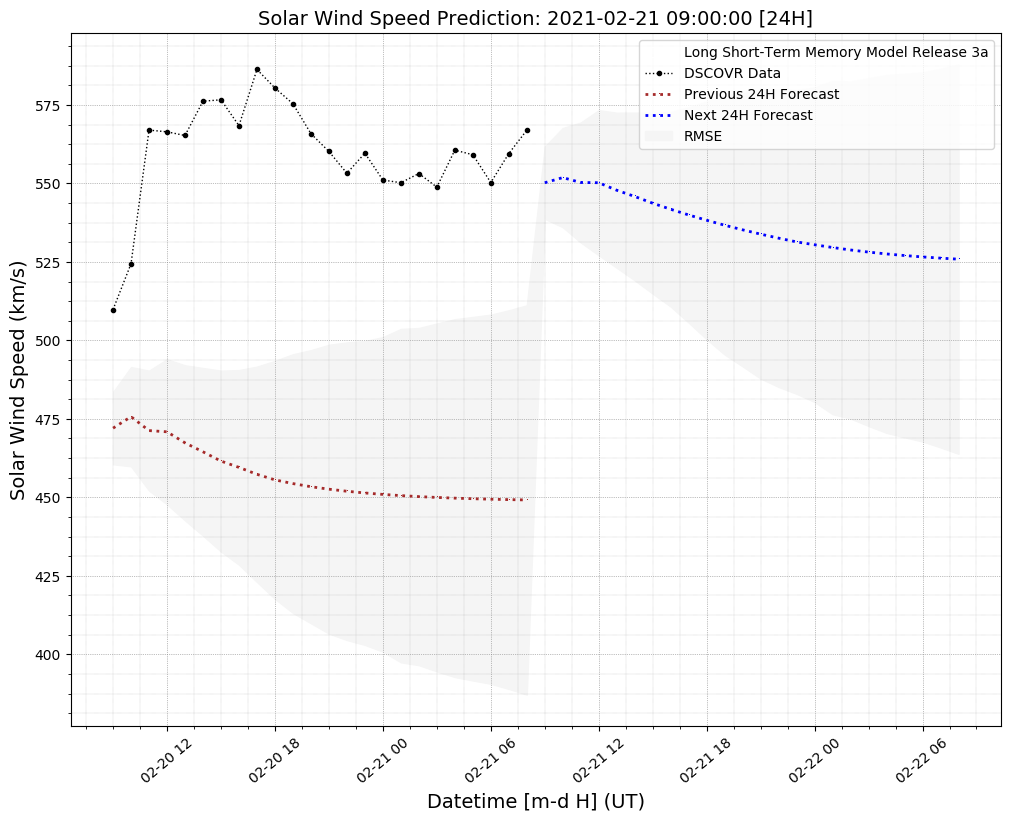 Solar Wind Speed Prediction: 2021-02-21 09:00:00 [24H]
Long Short-Term Memory Model Release 3a
DSCOVR Data
Previous 24H Forecast
Next 24H Forecast
RMSE
Solar Wind Speed (km/s)
575
550
525
500
475
450
425
400
02-20 12
02-20 18
02-21 00
02-21 06
02-21 12
02-21 18
02-22 00
02-22 06
Datetime [m-d H] (UT)